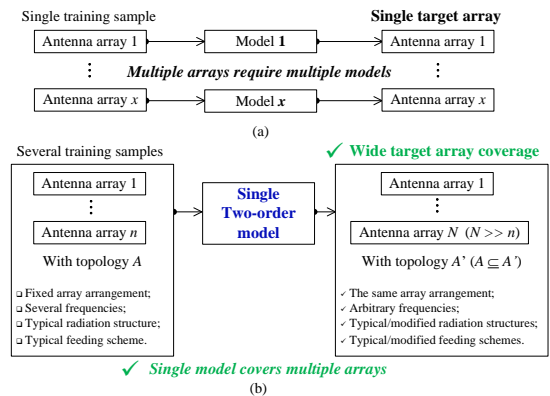 Single training sample
Single target array
Antenna array 1
Model 1
Antenna array 1
Multiple arrays require multiple models
Antenna array x
Model x
Antenna array x
(a)
Several training samples
✓ Wide target array coverage
Antenna array 1
Antenna array n
With topology A
❑ Fixed array arrangement;
❑ Several frequencies;
❑ Typical radiation structure;
❑ Typical feeding scheme.
Single
Two-order
model
Antenna array 1
Antenna array N (N >> n)
With topology A' (A ⊆ A')
✓ The same array arrangement;
✓ Arbitrary frequencies;
✓ Typical/modified radiation structures;
✓ Typical/modified feeding schemes.
✓ Single model covers multiple arrays
(b)